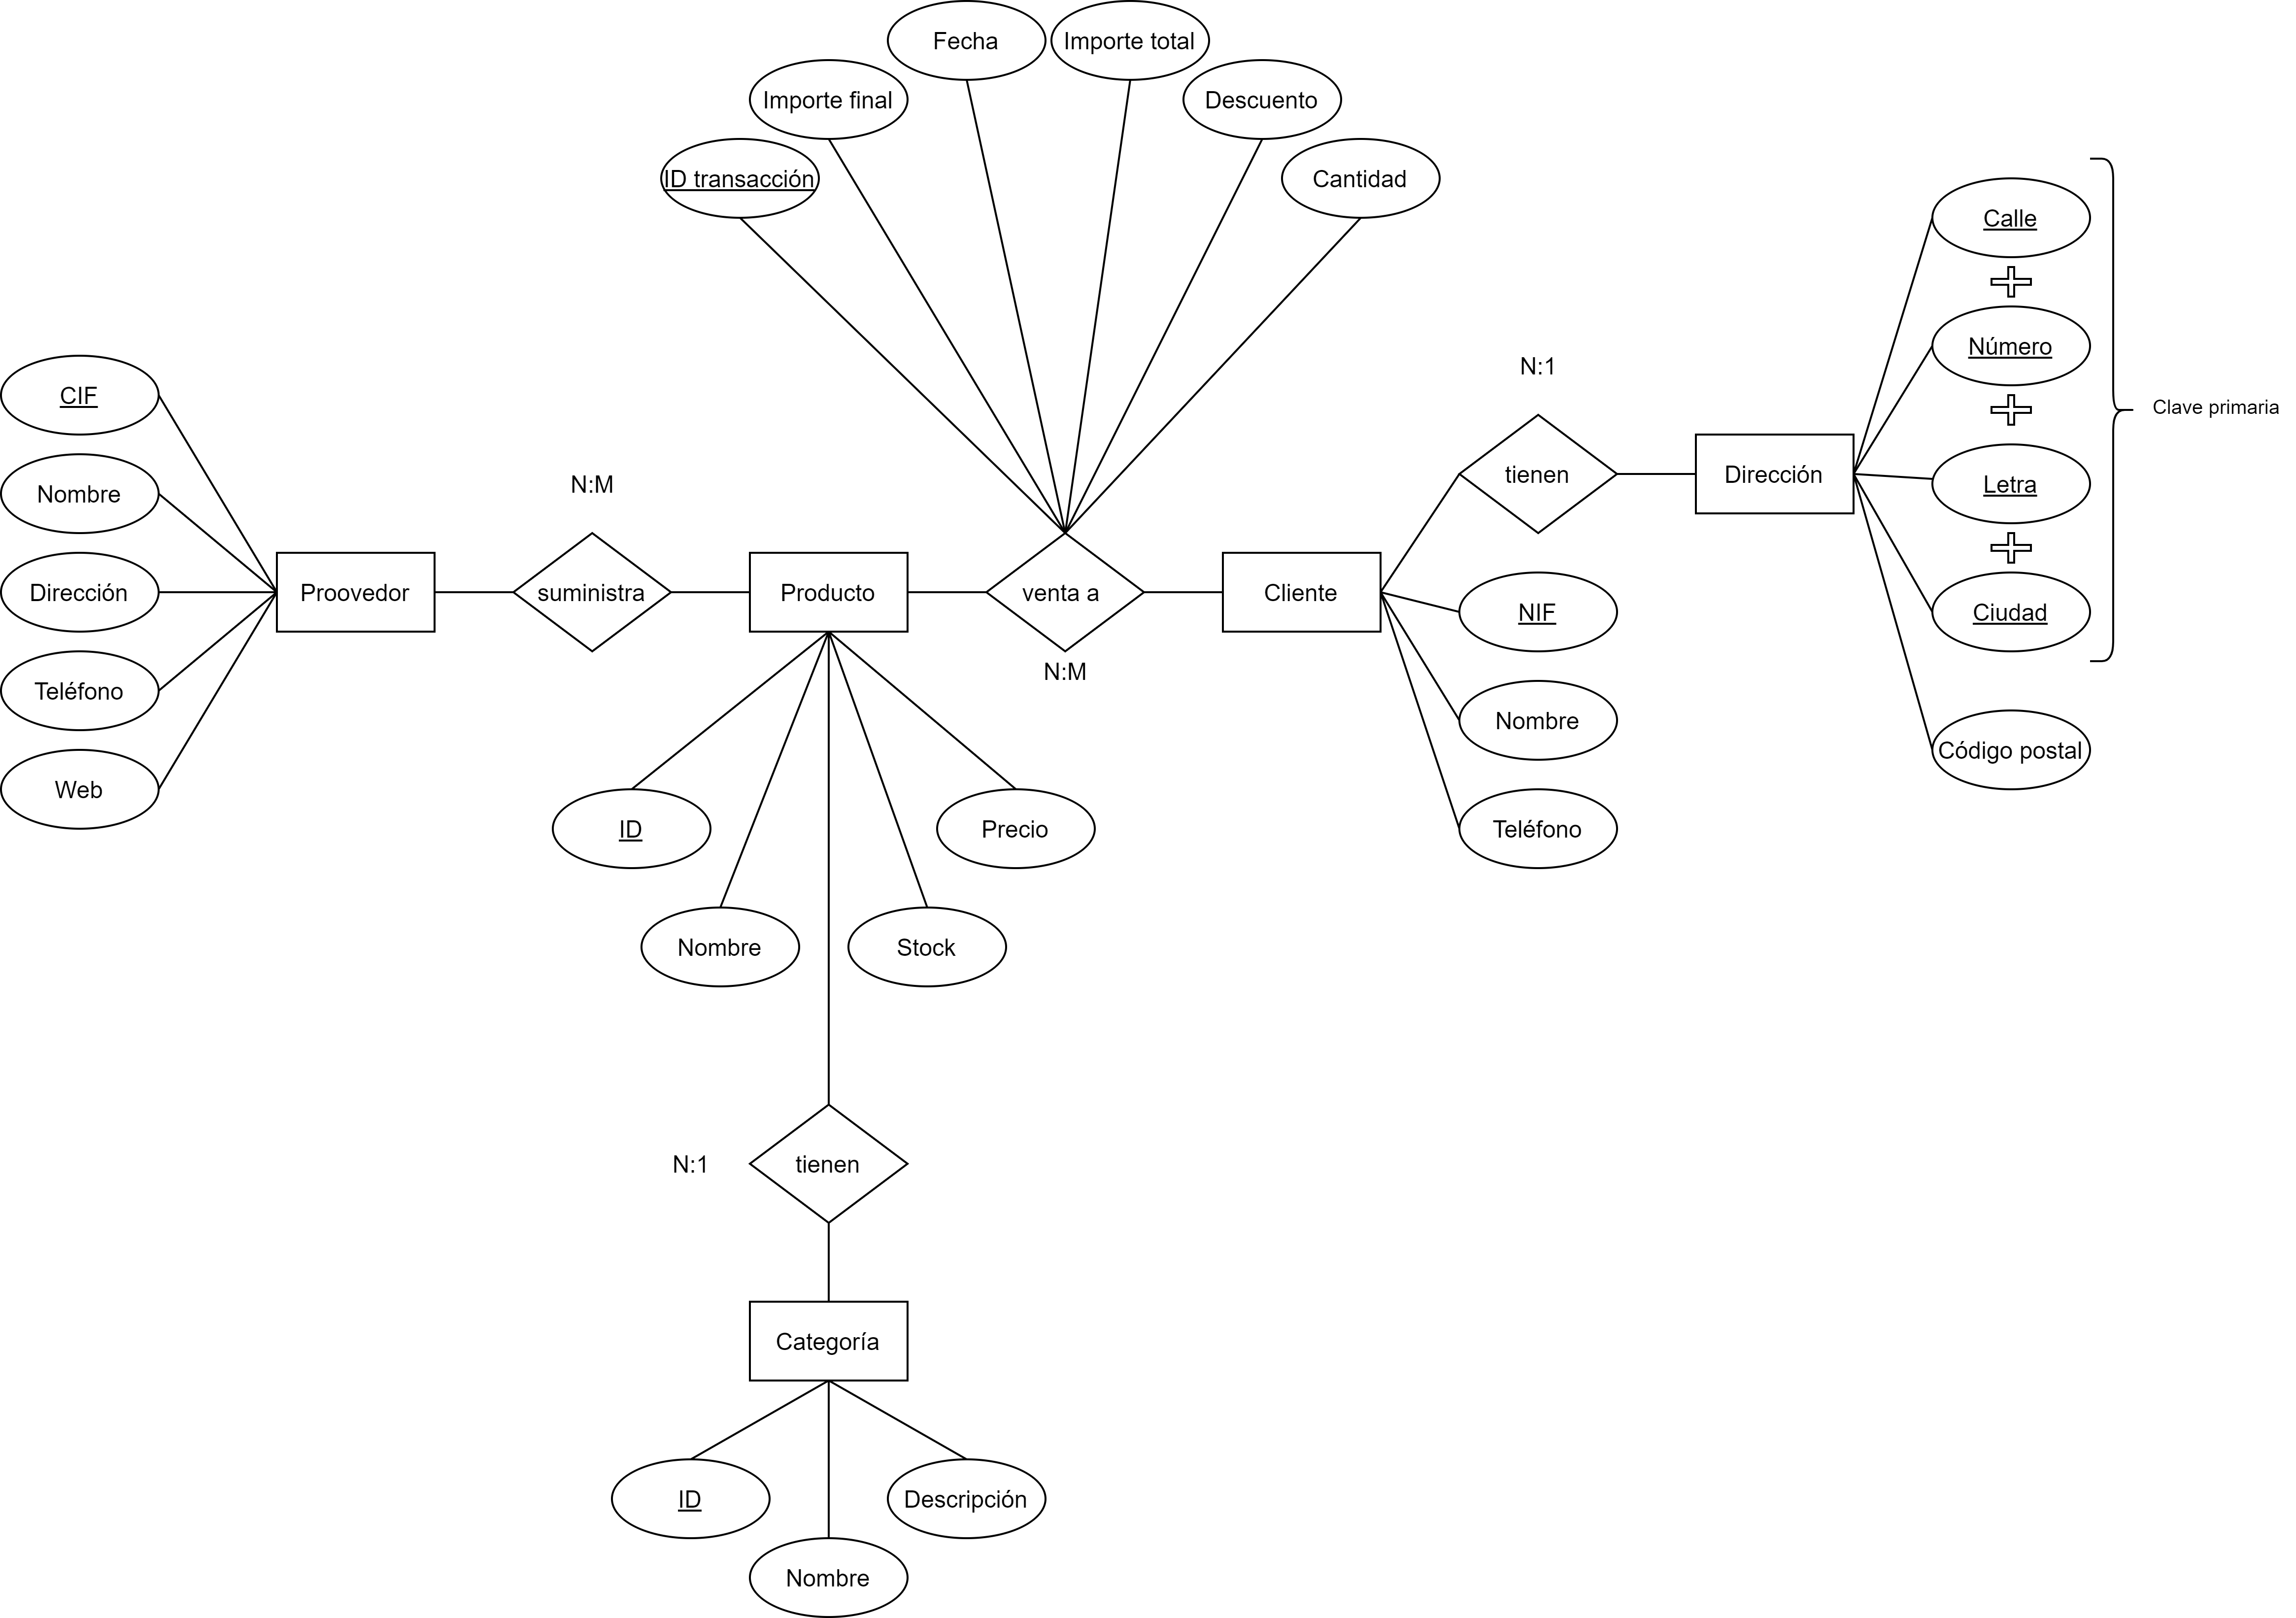 Fecha
Importe total
Importe final
Descuento
ID transacción
Cantidad
Calle
Número
N:1
CIF
Clave primaria
tienen
Dirección
Letra
N:M
Nombre
Dirección
Proovedor
suministra
Producto
venta a
Cliente
NIF
Ciudad
N:M
Teléfono
Nombre
Código postal
Web
ID
Precio
Teléfono
Nombre
Stock
N:1
tienen
Categoría
ID
Descripción
Nombre